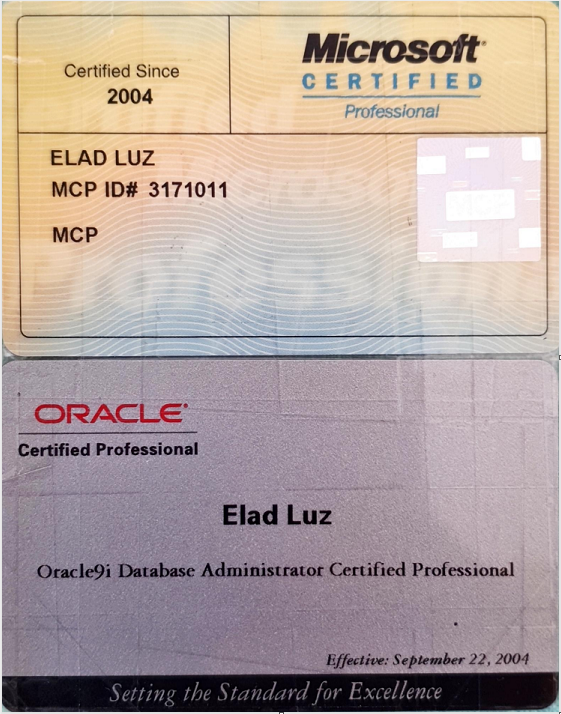 Certified Since
2004
Microsoft
CERTIFIED
Professional
ELAD LUZ
MCP ID# 3171011
MCP
ORACLE
Certified Professional
Elad Luz
Oracle9i Database Administrator Certified Professional
Effective: September 22, 2004
Setting the Standard for Excellence